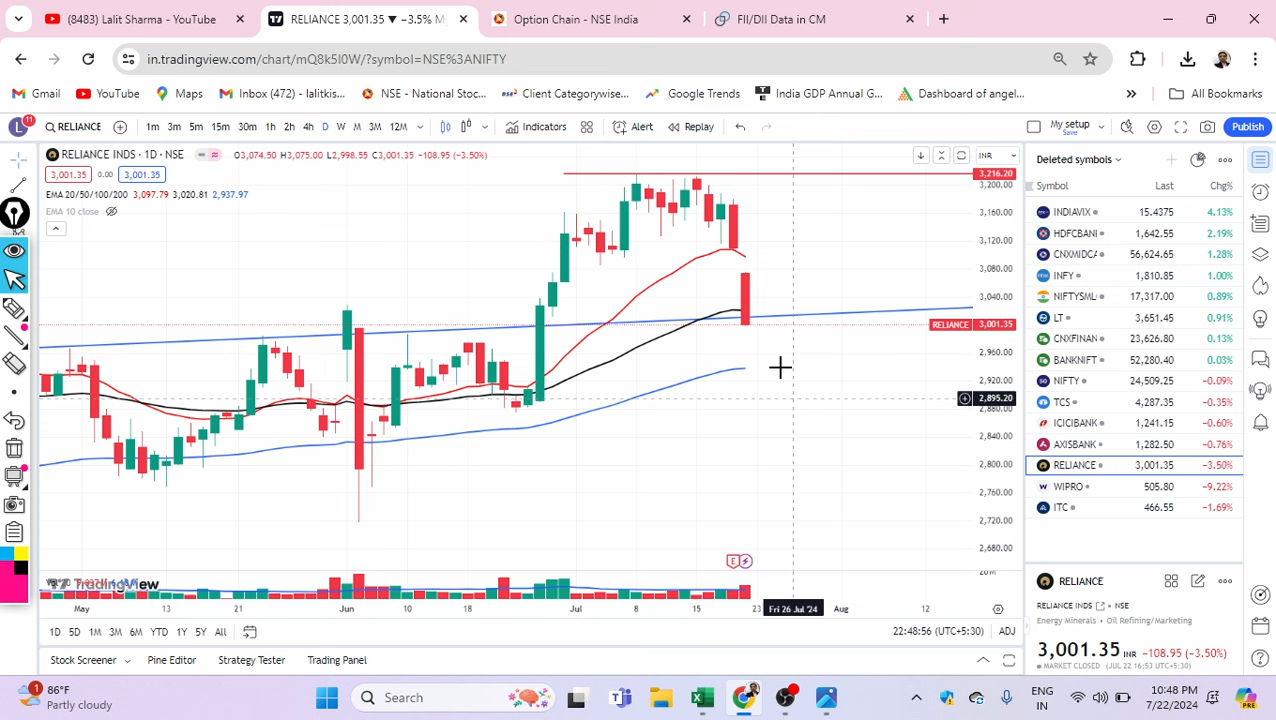 (8483) Lalit Sharma - YouTube
RELIANCE 3,001.35 ▼ −3.5% M
Option Chain - NSE India
FII/DII Data in CM
in.tradingview.com/chart/mQ8k5I0W/?symbol=NSE%3ANIFTY
Gmail
YouTube
Maps
Inbox (472) - lalitkis...
NSE - National Stoc...
Client Categorywise...
Google Trends
India GDP Annual G...
Dashboard of angel...
All Bookmarks
L
11
RELIANCE
1m 3m 5m 15m 30m 1h 2h 4h D W M 3M 12M
Indicators
Alert
Replay
My setup
Save
Publish
RELIANCE INDS · 1D · NSE
O3,074.50 H3,075.00 L2,998.55 C3,001.35 −108.95 (−3.50%)
INR
3,001.35 0.00 3,001.35
EMA 20/50/100/200 3,097.79 3,020.81 2,937.97
EMA 10 close
3,216.20
3,200.00
3,160.00
3,120.00
3,080.00
3,040.00
RELIANCE 3,001.35
2,960.00
2,920.00
2,895.20
2,880.00
2,840.00
2,800.00
2,760.00
2,720.00
2,680.00
20M
E
TradingView
May 13 21 Jun 10 18 Jul 8 15 23 Fri 26 Jul '24 Aug 12
1D 5D 1M 3M 6M YTD 1Y 5Y All
22:48:56 (UTC+5:30)
ADJ
Stock Screener
Pine Editor
Strategy Tester
Trading Panel
Deleted symbols
Symbol Last Chg%
INDIAVIX 15.4375 4.13%
HDFCBANI 1,642.55 2.19%
CNXMIDCA 56,624.65 1.28%
INFY 1,810.85 1.00%
NIFTYSML 17,317.00 0.89%
LT 3,651.45 0.91%
CNXFINAN 23,626.80 0.13%
BANKNIFT 52,280.40 0.03%
NIFTY 24,509.25 −0.09%
TCS 4,287.35 −0.35%
ICICIBANK 1,241.15 −0.60%
AXISBANK 1,282.50 −0.76%
RELIANCE 3,001.35 −3.50%
WIPRO 505.80 −9.22%
ITC 466.55 −1.69%
RELIANCE
RELIANCE INDS · NSE
Energy Minerals • Oil Refining/Marketing
3,001.35 INR −108.95 (−3.50%)
MARKET CLOSED (JUL 22 16:53 UTC+5:30)
1
86°F
Partly cloudy
Search
ENG
IN
10:48 PM
7/22/2024
PRE